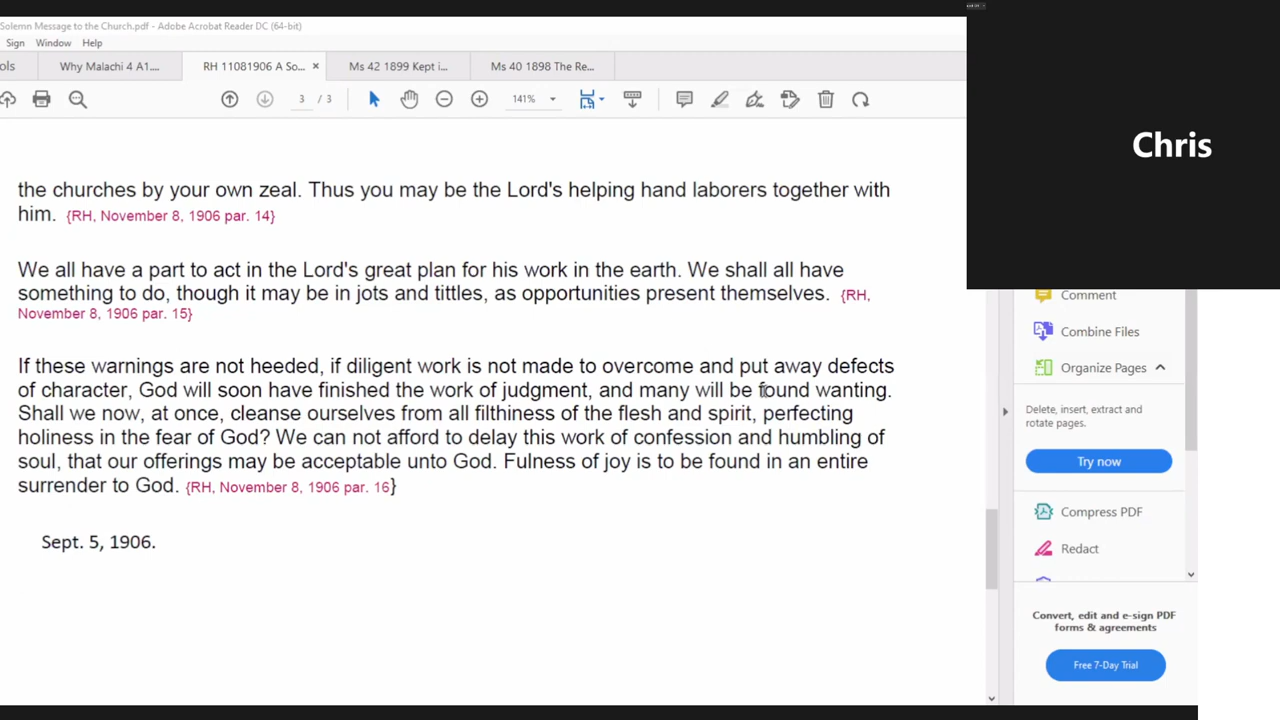 Solemn Message to the Church.pdf - Adobe Acrobat Reader DC (64-bit)
Sign Window Help
ols Why Malachi 4 A1.... RH 11081906 A So... × Ms 42 1899 Kept i... Ms 40 1898 The Re...
3 / 3 141%
Chris
the churches by your own zeal. Thus you may be the Lord's helping hand laborers together with
him. {RH, November 8, 1906 par. 14}
We all have a part to act in the Lord's great plan for his work in the earth. We shall all have
something to do, though it may be in jots and tittles, as opportunities present themselves. {RH,
November 8, 1906 par. 15}
If these warnings are not heeded, if diligent work is not made to overcome and put away defects
of character, God will soon have finished the work of judgment, and many will be found wanting.
Shall we now, at once, cleanse ourselves from all filthiness of the flesh and spirit, perfecting
holiness in the fear of God? We can not afford to delay this work of confession and humbling of
soul, that our offerings may be acceptable unto God. Fulness of joy is to be found in an entire
surrender to God. {RH, November 8, 1906 par. 16}
Sept. 5, 1906.
Comment
Combine Files
Organize Pages
Delete, insert, extract and
rotate pages.
Try now
Compress PDF
Redact
Convert, edit and e-sign PDF
forms & agreements
Free 7-Day Trial